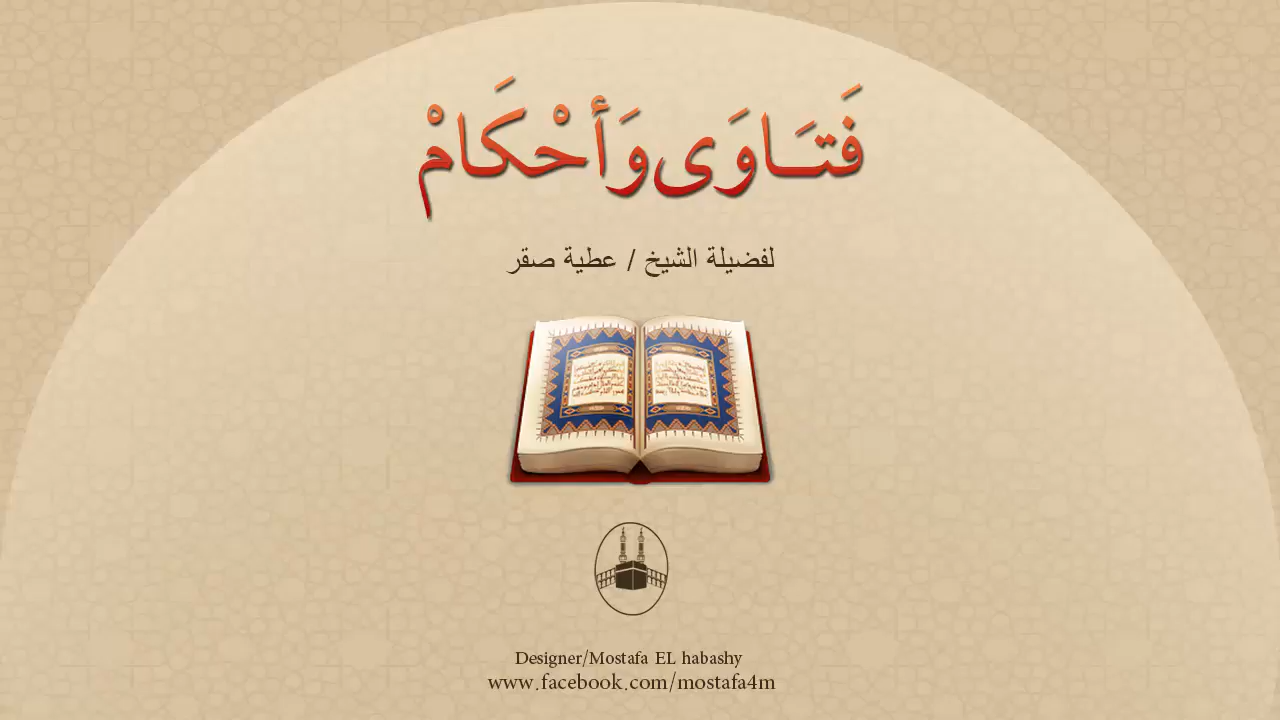 فَتَاوَى وَأَحْكَامْ
لفضيلة الشيخ / عطية صقر
Designer/Mostafa EL habashy
www.facebook.com/mostafa4m